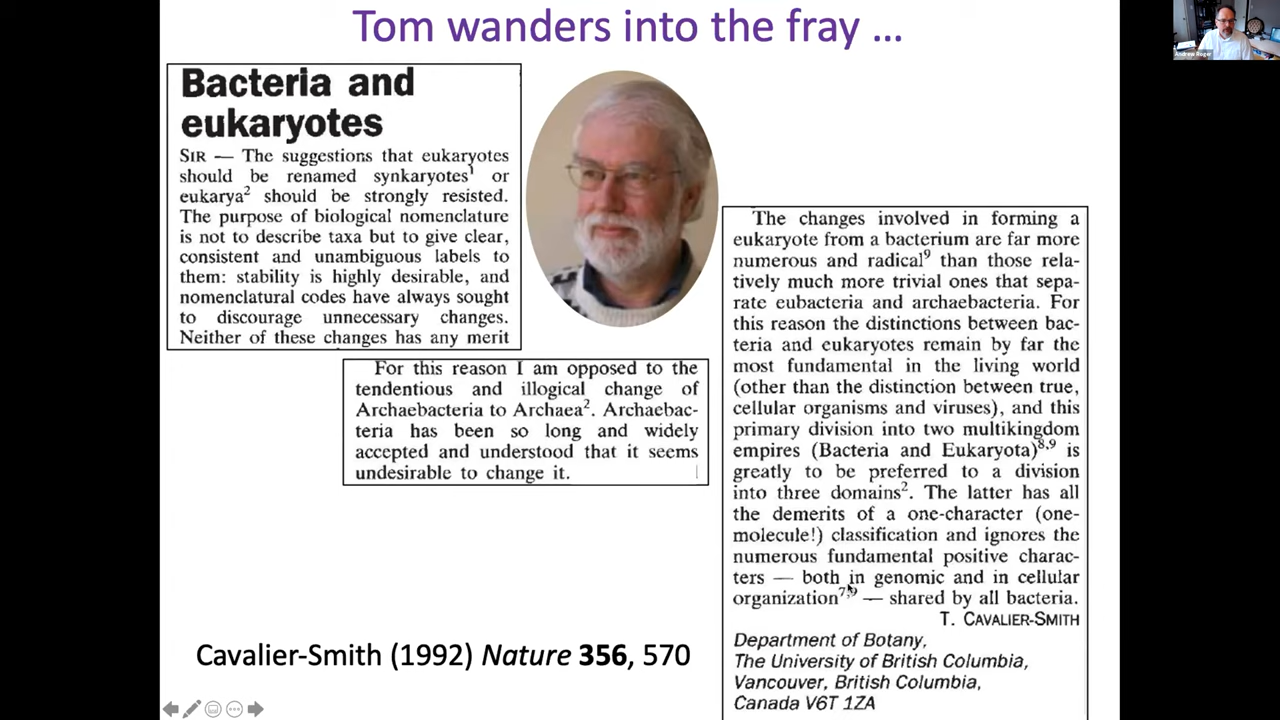 Tom wanders into the fray ...
Andrew Roger
Bacteria and
eukaryotes
SIR — The suggestions that eukaryotes
should be renamed synkaryotes¹ or
eukarya² should be strongly resisted.
The purpose of biological nomenclature
is not to describe taxa but to give clear,
consistent and unambiguous labels to
them: stability is highly desirable, and
nomenclatural codes have always sought
to discourage unnecessary changes.
Neither of these changes has any merit
For this reason I am opposed to the
tendentious and illogical change of
Archaebacteria to Archaea². Archaebac-
teria has been so long and widely
accepted and understood that it seems
undesirable to change it.
The changes involved in forming a
eukaryote from a bacterium are far more
numerous and radical⁹ than those rela-
tively much more trivial ones that sepa-
rate eubacteria and archaebacteria. For
this reason the distinctions between bac-
teria and eukaryotes remain by far the
most fundamental in the living world
(other than the distinction between true,
cellular organisms and viruses), and this
primary division into two multikingdom
empires (Bacteria and Eukaryota)⁸,⁹ is
greatly to be preferred to a division
into three domains². The latter has all
the demerits of a one-character (one-
molecule!) classification and ignores the
numerous fundamental positive charac-
ters — both in genomic and in cellular
organization⁷,⁹ — shared by all bacteria.
T. CAVALIER-SMITH
Department of Botany,
The University of British Columbia,
Vancouver, British Columbia,
Canada V6T 1ZA
Cavalier-Smith (1992) Nature 356, 570